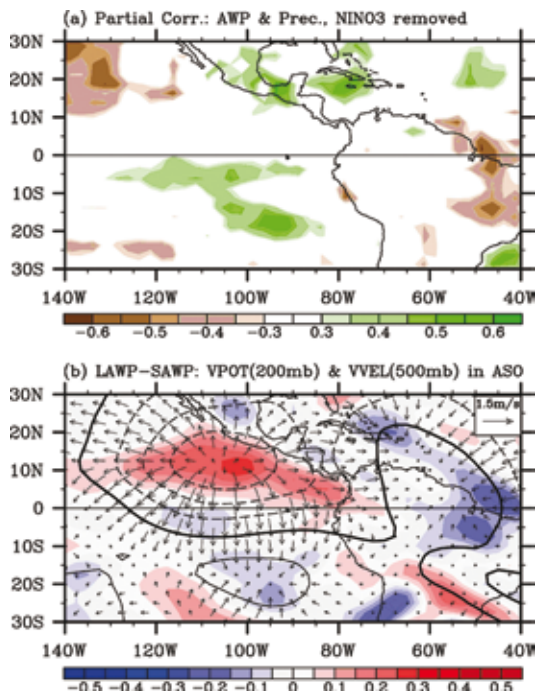 (a) Partial Corr.: AWP & Prec., NINO3 removed
30N
20N
10N
0
10S
20S
30S
140W 120W 100W 80W 60W 40W
-0.6 -0.5 -0.4 -0.3 0.3 0.4 0.5 0.6
(b) LAWP-SAWP: VPOT(200mb) & VVEL(500mb) in ASO
30N
1.5m/s
20N
10N
0
10S
20S
30S
140W 120W 100W 80W 60W 40W
-0.5 -0.4 -0.3 -0.2 -0.1 0 0.1 0.2 0.3 0.4 0.5